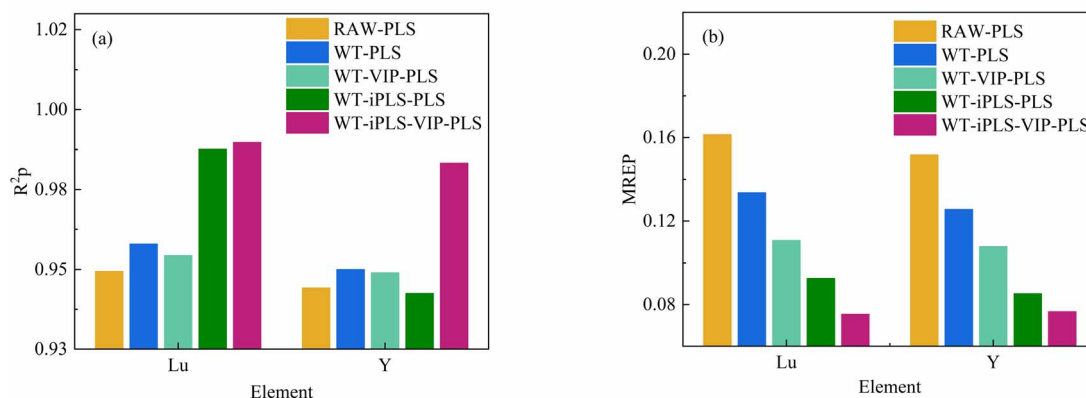 (a)
RAW-PLS
WT-PLS
WT-VIP-PLS
WT-iPLS-PLS
WT-iPLS-VIP-PLS
1.02
1.00
0.98
0.95
0.93
R²p
Lu
Y
Element
(b)
RAW-PLS
WT-PLS
WT-VIP-PLS
WT-iPLS-PLS
WT-iPLS-VIP-PLS
0.20
0.16
0.12
0.08
MREP
Lu
Y
Element